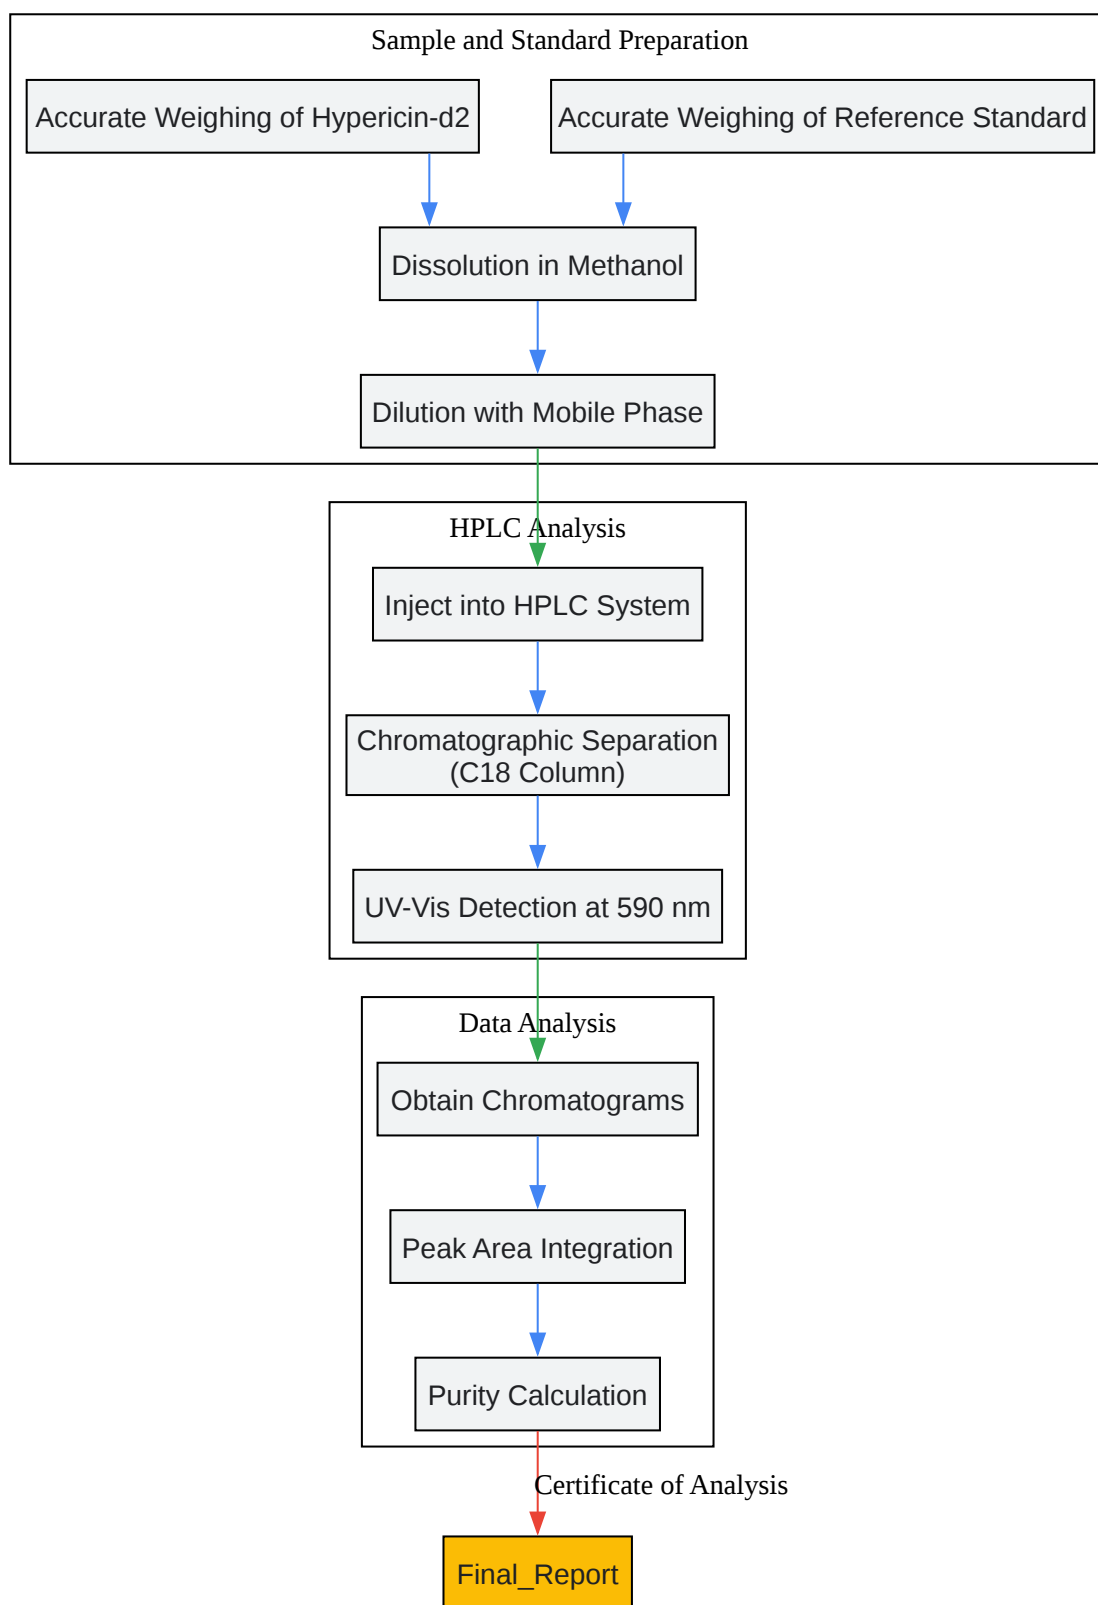 Sample and Standard Preparation
Accurate Weighing of Hypericin-d2
Accurate Weighing of Reference Standard
Dissolution in Methanol
Dilution with Mobile Phase
HPLC Analysis
Inject into HPLC System
Chromatographic Separation
(C18 Column)
UV-Vis Detection at 590 nm
Data Analysis
Obtain Chromatograms
Peak Area Integration
Purity Calculation
Certificate of Analysis
Final_Report